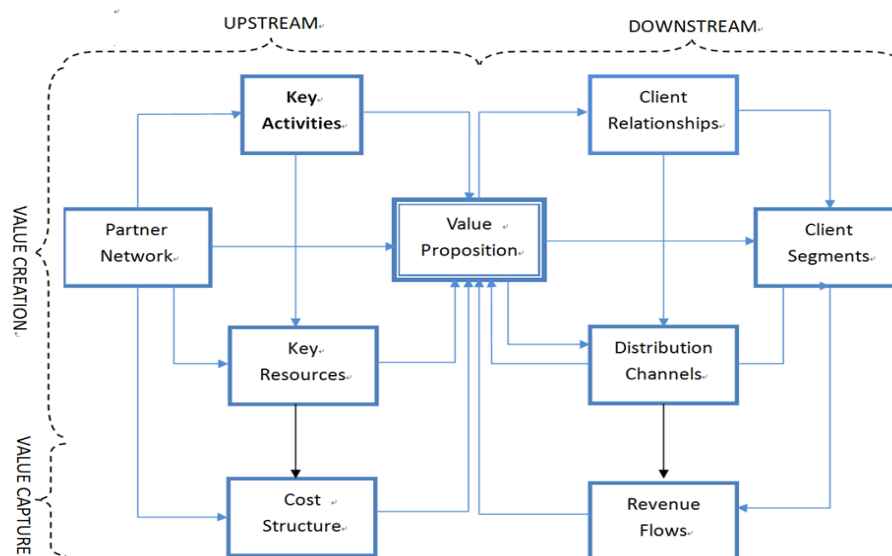 UPSTREAM
DOWNSTREAM
Key
Activities
Client
Relationships
VALUE CREATION
Partner
Network
Value
Proposition
Client
Segments
Key
Resources
Distribution
Channels
VALUE CAPTURE
Cost
Structure
Revenue
Flows